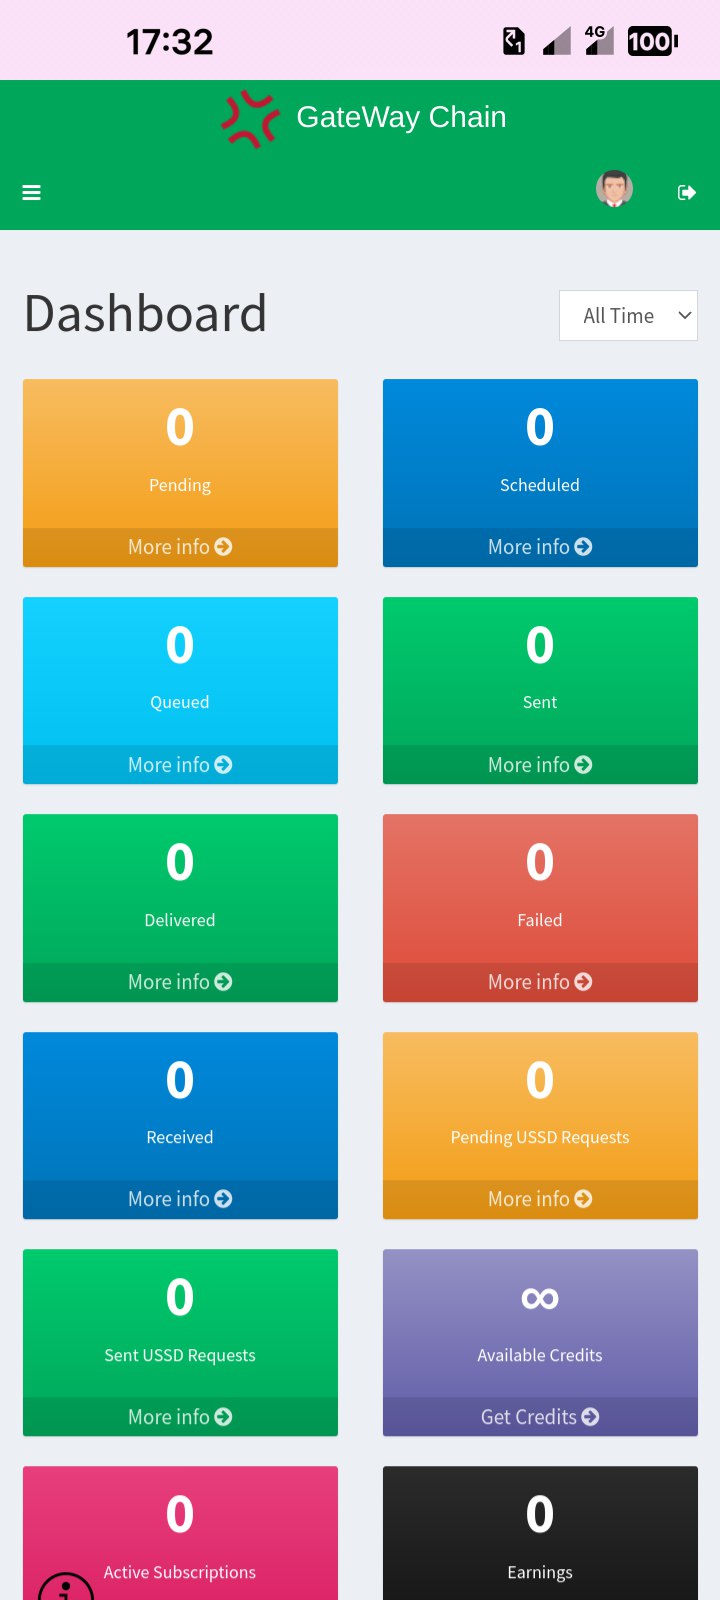 17:32
1
4G
100
GateWay Chain
Dashboard
All Time
0
Pending
More info
0
Scheduled
More info
0
Queued
More info
0
Sent
More info
0
Delivered
More info
0
Failed
More info
0
Received
More info
0
Pending USSD Requests
More info
0
Sent USSD Requests
More info
∞
Available Credits
Get Credits
0
Active Subscriptions
0
Earnings